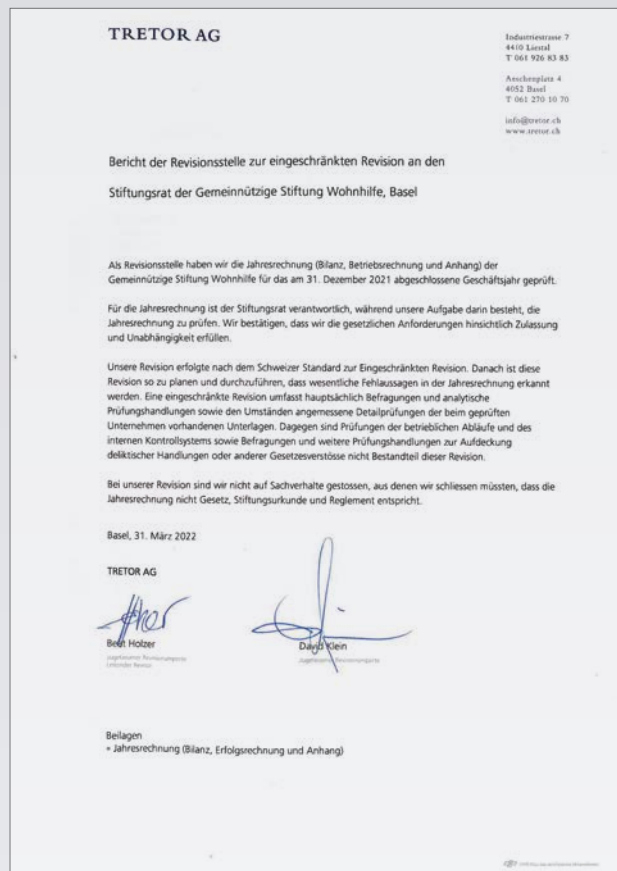 TRETOR AG
Industriestrasse 7
4410 Liestal
T 061 926 83 83
Aeschenplatz 4
4052 Basel
T 061 270 10 70
info@tretor.ch
www.tretor.ch
Bericht der Revisionsstelle zur eingeschränkten Revision an den
Stiftungsrat der Gemeinnützige Stiftung Wohnhilfe, Basel
Als Revisionsstelle haben wir die Jahresrechnung (Bilanz, Betriebsrechnung und Anhang) der
Gemeinnützige Stiftung Wohnhilfe für das am 31. Dezember 2021 abgeschlossene Geschäftsjahr geprüft.
Für die Jahresrechnung ist der Stiftungsrat verantwortlich, während unsere Aufgabe darin besteht, die
Jahresrechnung zu prüfen. Wir bestätigen, dass wir die gesetzlichen Anforderungen hinsichtlich Zulassung
und Unabhängigkeit erfüllen.
Unsere Revision erfolgte nach dem Schweizer Standard zur Eingeschränkten Revision. Danach ist diese
Revision so zu planen und durchzuführen, dass wesentliche Fehlaussagen in der Jahresrechnung erkannt
werden. Eine eingeschränkte Revision umfasst hauptsächlich Befragungen und analytische
Prüfungshandlungen sowie den Umständen angemessene Detailprüfungen der beim geprüften
Unternehmen vorhandenen Unterlagen. Dagegen sind Prüfungen der betrieblichen Abläufe und des
internen Kontrollsystems sowie Befragungen und weitere Prüfungshandlungen zur Aufdeckung
deliktischer Handlungen oder anderer Gesetzesverstösse nicht Bestandteil dieser Revision.
Bei unserer Revision sind wir nicht auf Sachverhalte gestossen, aus denen wir schliessen müssten, dass die
Jahresrechnung nicht Gesetz, Stiftungsurkunde und Reglement entspricht.
Basel, 31. März 2022
TRETOR AG
Beat Holzer
David Klein
Zugelassener Revisionsexperte
Zugelassener Revisionsexperte
Leitender Revisor
Beilagen
• Jahresrechnung (Bilanz, Erfolgsrechnung und Anhang)